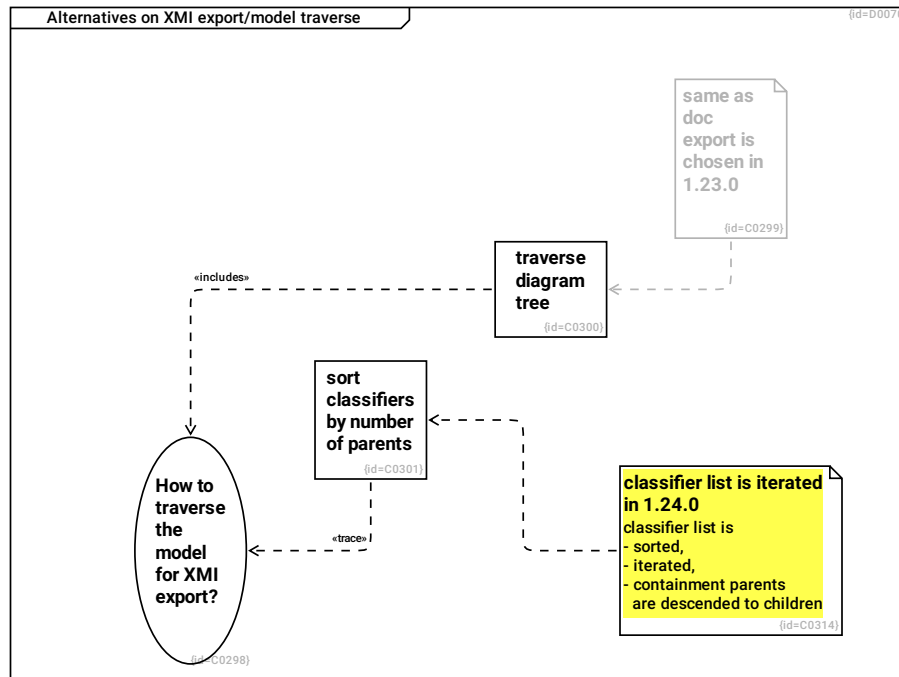 Alternatives on XMI export/model traverse
same as
doc
export is
chosen in
1.23.0
{id=C0299}
«includes»
traverse
diagram
tree
{id=C0300}
sort
classifiers
by number
of parents
{id=C0301}
How to
traverse
the
model
for XMI
export?
{id=C0298}
«trace»
classifier list is iterated
in 1.24.0
classifier list is
- sorted,
- iterated,
- containment parents
are descended to children
{id=C0314}